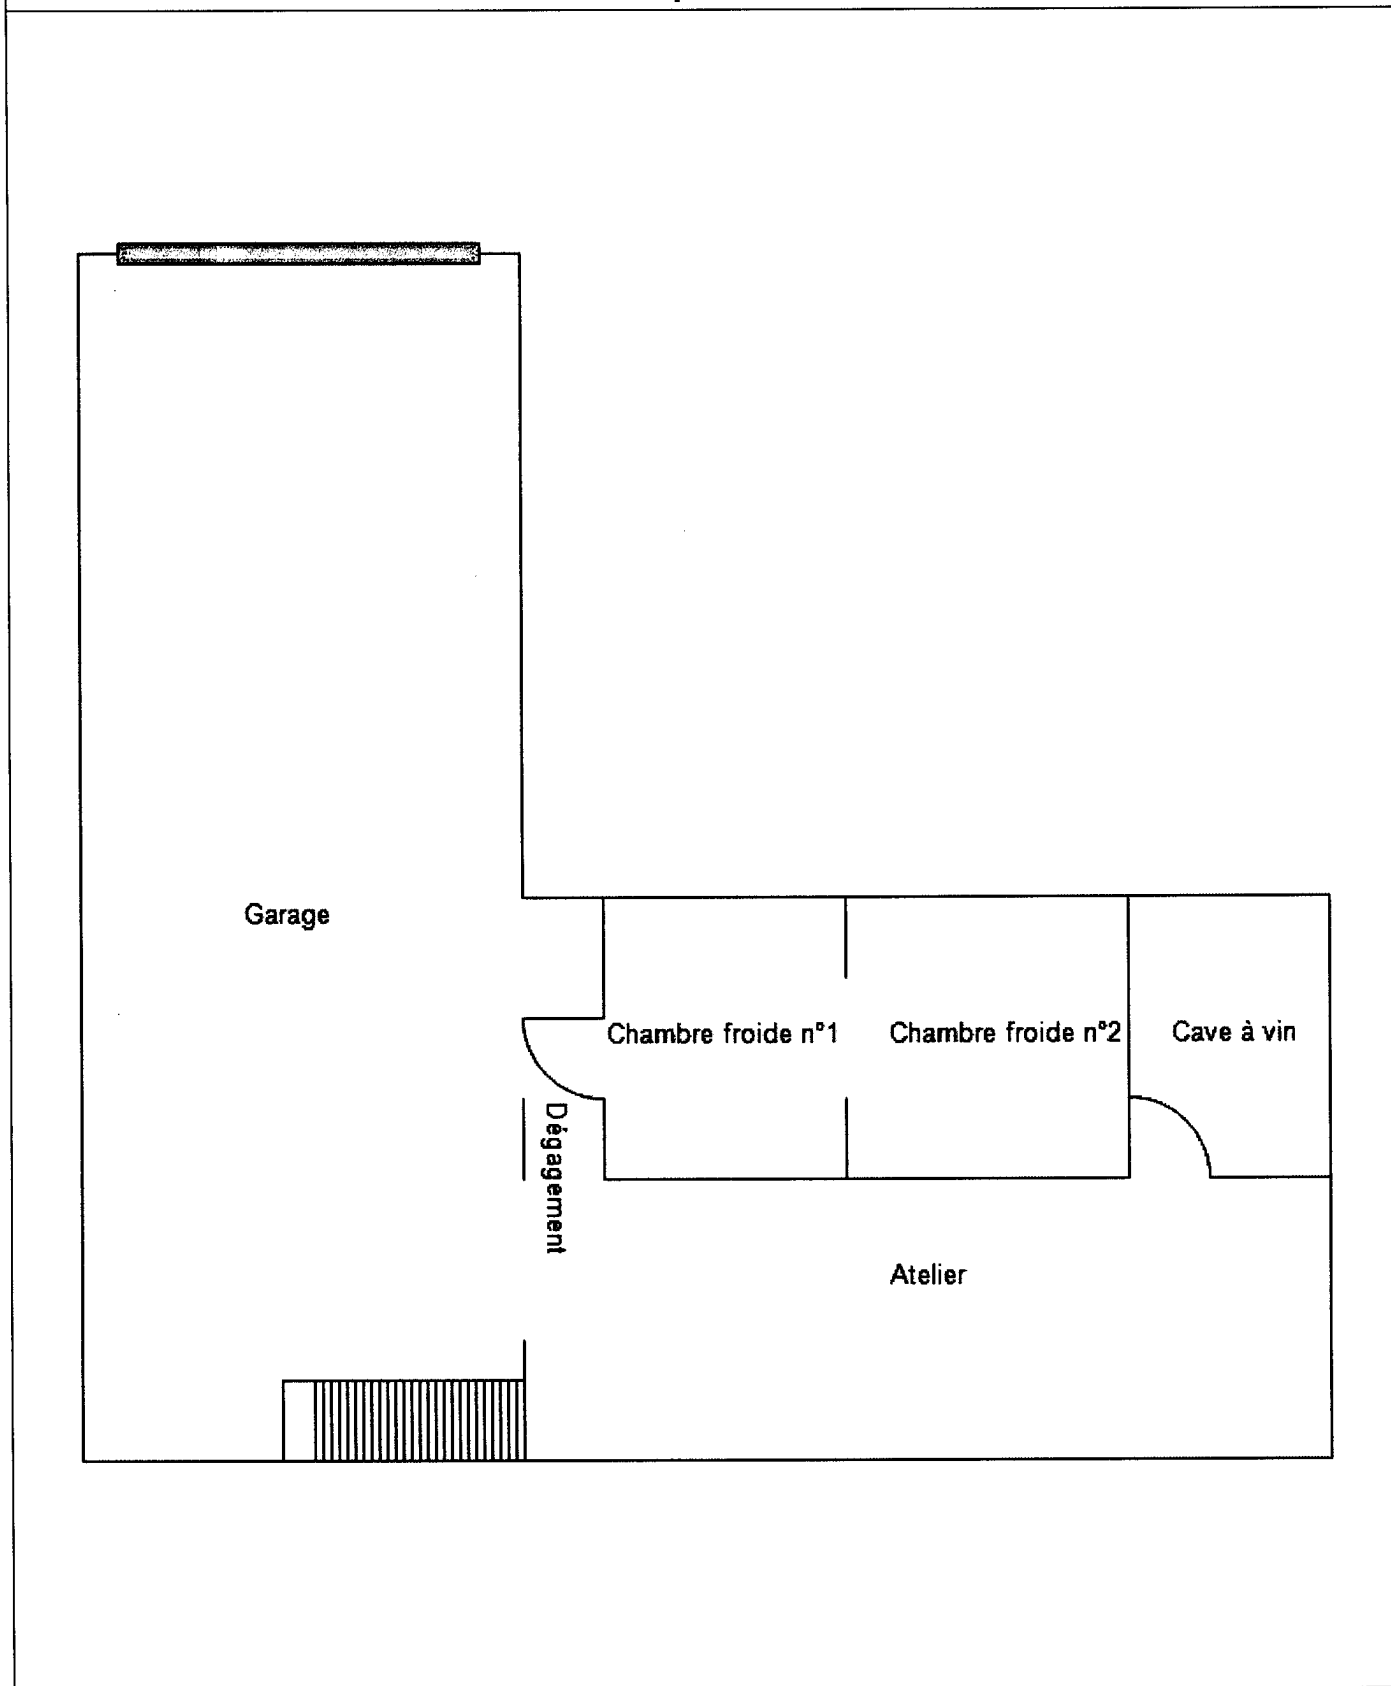 Garage
Chambre froide n°1
Chambre froide n°2
Cave à vin
Dégagement
Atelier